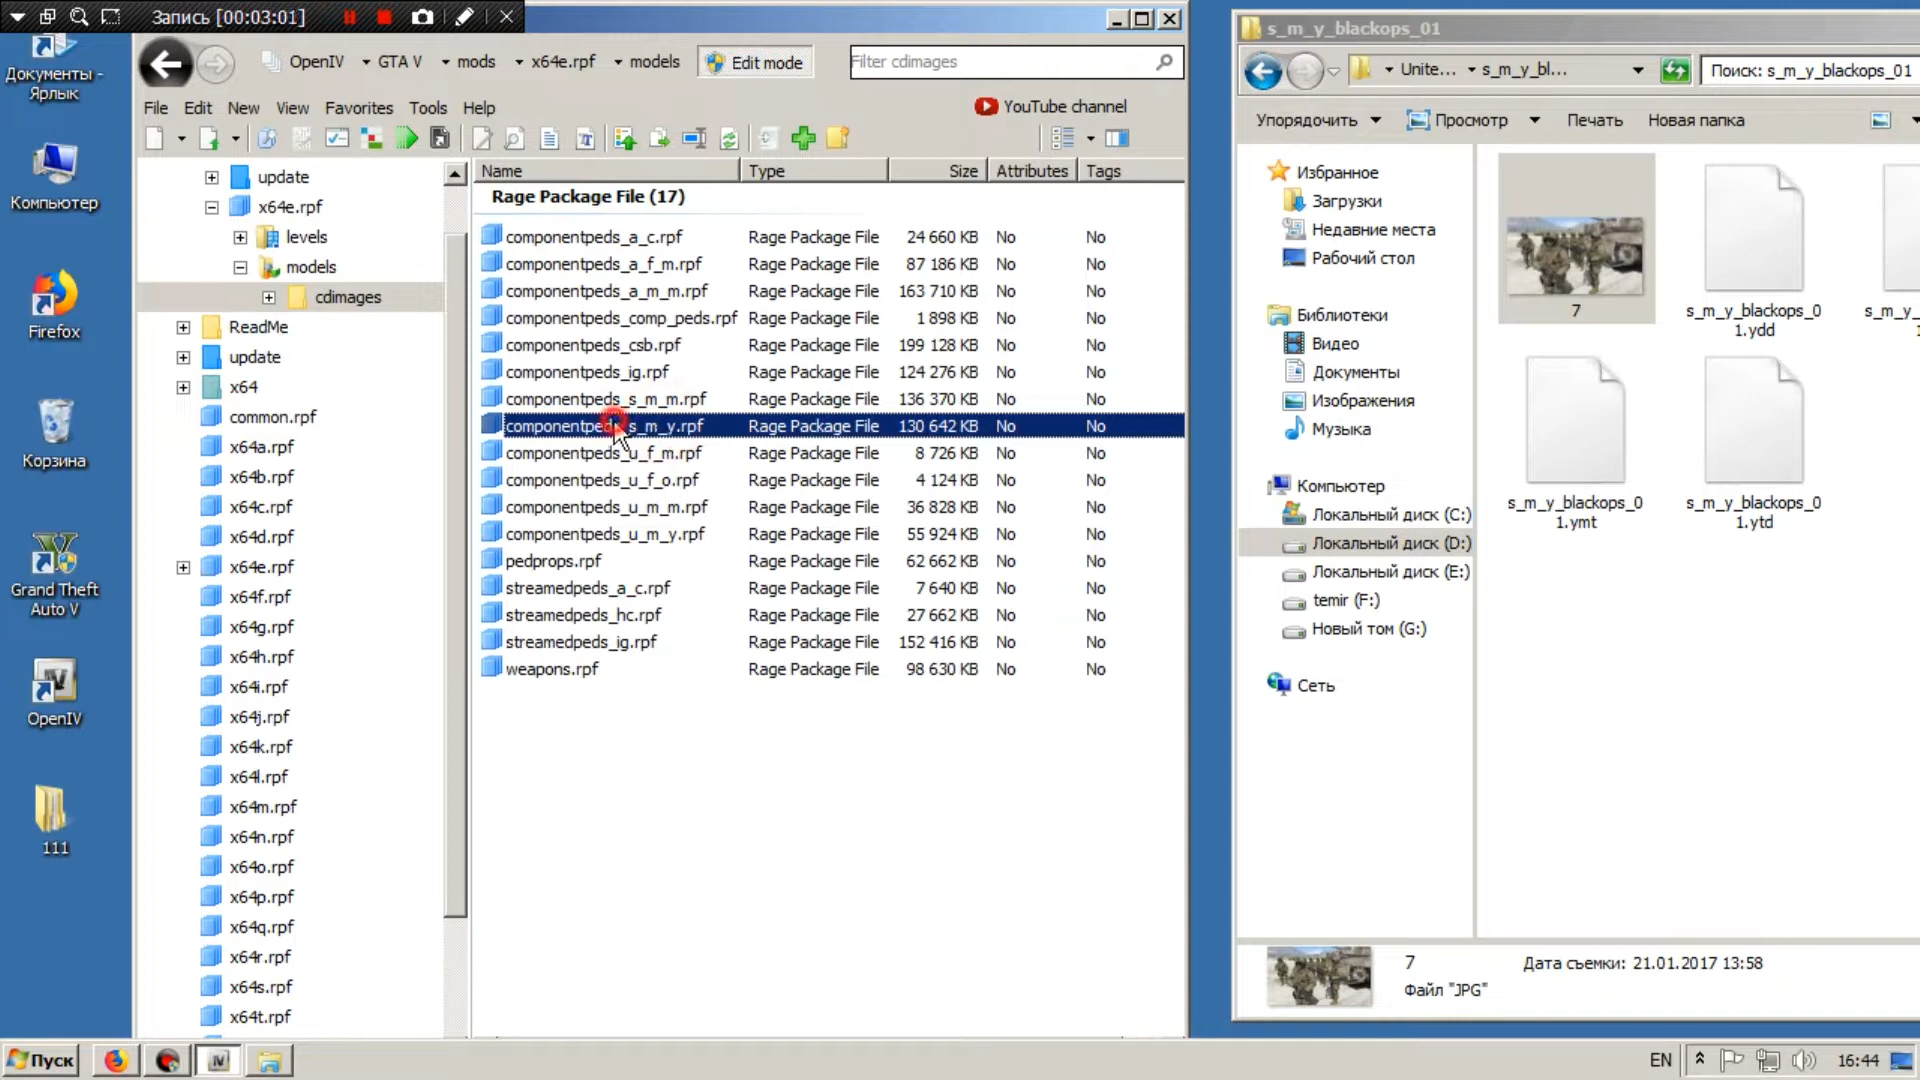 Запись [00:03:01]
Документы -
Ярлык
Компьютер
Firefox
Корзина
Grand Theft
Auto V
OpenIV
111
OpenIV
GTA V
mods
x64e.rpf
models
Edit mode
Filter cdimages
File Edit New View Favorites Tools Help
YouTube channel
update
x64e.rpf
levels
models
cdimages
ReadMe
update
x64
common.rpf
x64a.rpf
x64b.rpf
x64c.rpf
x64d.rpf
x64e.rpf
x64f.rpf
x64g.rpf
x64h.rpf
x64i.rpf
x64j.rpf
x64k.rpf
x64l.rpf
x64m.rpf
x64n.rpf
x64o.rpf
x64p.rpf
x64q.rpf
x64r.rpf
x64s.rpf
x64t.rpf
Name Type Size Attributes Tags
Rage Package File (17)
componentpeds_a_c.rpf Rage Package File 24 660 KB No No
componentpeds_a_f_m.rpf Rage Package File 87 186 KB No No
componentpeds_a_m_m.rpf Rage Package File 163 710 KB No No
componentpeds_comp_peds.rpf Rage Package File 1 898 KB No No
componentpeds_csb.rpf Rage Package File 199 128 KB No No
componentpeds_ig.rpf Rage Package File 124 276 KB No No
componentpeds_s_m_m.rpf Rage Package File 136 370 KB No No
componentpeds_s_m_y.rpf Rage Package File 130 642 KB No No
componentpeds_u_f_m.rpf Rage Package File 8 726 KB No No
componentpeds_u_f_o.rpf Rage Package File 4 124 KB No No
componentpeds_u_m_m.rpf Rage Package File 36 828 KB No No
componentpeds_u_m_y.rpf Rage Package File 55 924 KB No No
pedprops.rpf Rage Package File 62 662 KB No No
streamedpeds_a_c.rpf Rage Package File 7 640 KB No No
streamedpeds_hc.rpf Rage Package File 27 662 KB No No
streamedpeds_ig.rpf Rage Package File 152 416 KB No No
weapons.rpf Rage Package File 98 630 KB No No
s_m_y_blackops_01
Unite... s_m_y_bl...
Поиск: s_m_y_blackops_01
Упорядочить Просмотр Печать Новая папка
Избранное
Загрузки
Недавние места
Рабочий стол
Библиотеки
Видео
Документы
Изображения
Музыка
Компьютер
Локальный диск (C:)
Локальный диск (D:)
Локальный диск (E:)
temir (F:)
Новый том (G:)
Сеть
7
s_m_y_blackops_0
1.ydd
s_m_y_
s_m_y_blackops_0
1.ymt
s_m_y_blackops_0
1.ytd
7
Файл "JPG"
Дата съемки: 21.01.2017 13:58
Пуск
EN
16:44